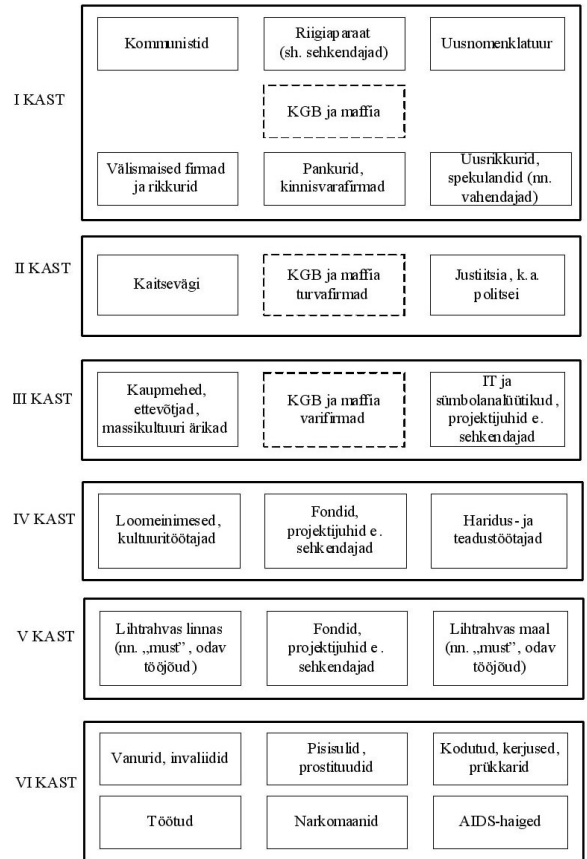 Kommunistid
Riigiaparaat
(sh. sehkendajad)
Uusnomenklatuur
I KAST
KGB ja maffia
Välismaised firmad
ja rikkurid
Pankurid,
kinnisvarafirmad
Uusrikkurid,
spekulandid (nn.
vahendajad)
II KAST
Kaitsevägi
KGB ja maffia
turvafirmad
Justiitsia, k.a.
politsei
III KAST
Kaupmehed,
ettevõtjad,
massikultuuri ärikad
KGB ja maffia
varifirmad
IT ja
sümbolanalüütikud,
projektijuhid e.
sehkendajad
IV KAST
Loomeinimesed,
kultuuritöötajad
Fondid,
projektijuhid e.
sehkendajad
Haridus- ja
teadustöötajad
V KAST
Lihtrahvas linnas
(nn. „must”, odav
tööjõud)
Fondid,
projektijuhid e.
sehkendajad
Lihtrahvas maal
(nn. „must”, odav
tööjõud)
VI KAST
Vanurid, invaliidid
Pisisulid,
prostituudid
Kodutud, kerjused,
prükkarid
Töötud
Narkomaanid
AIDS-haiged